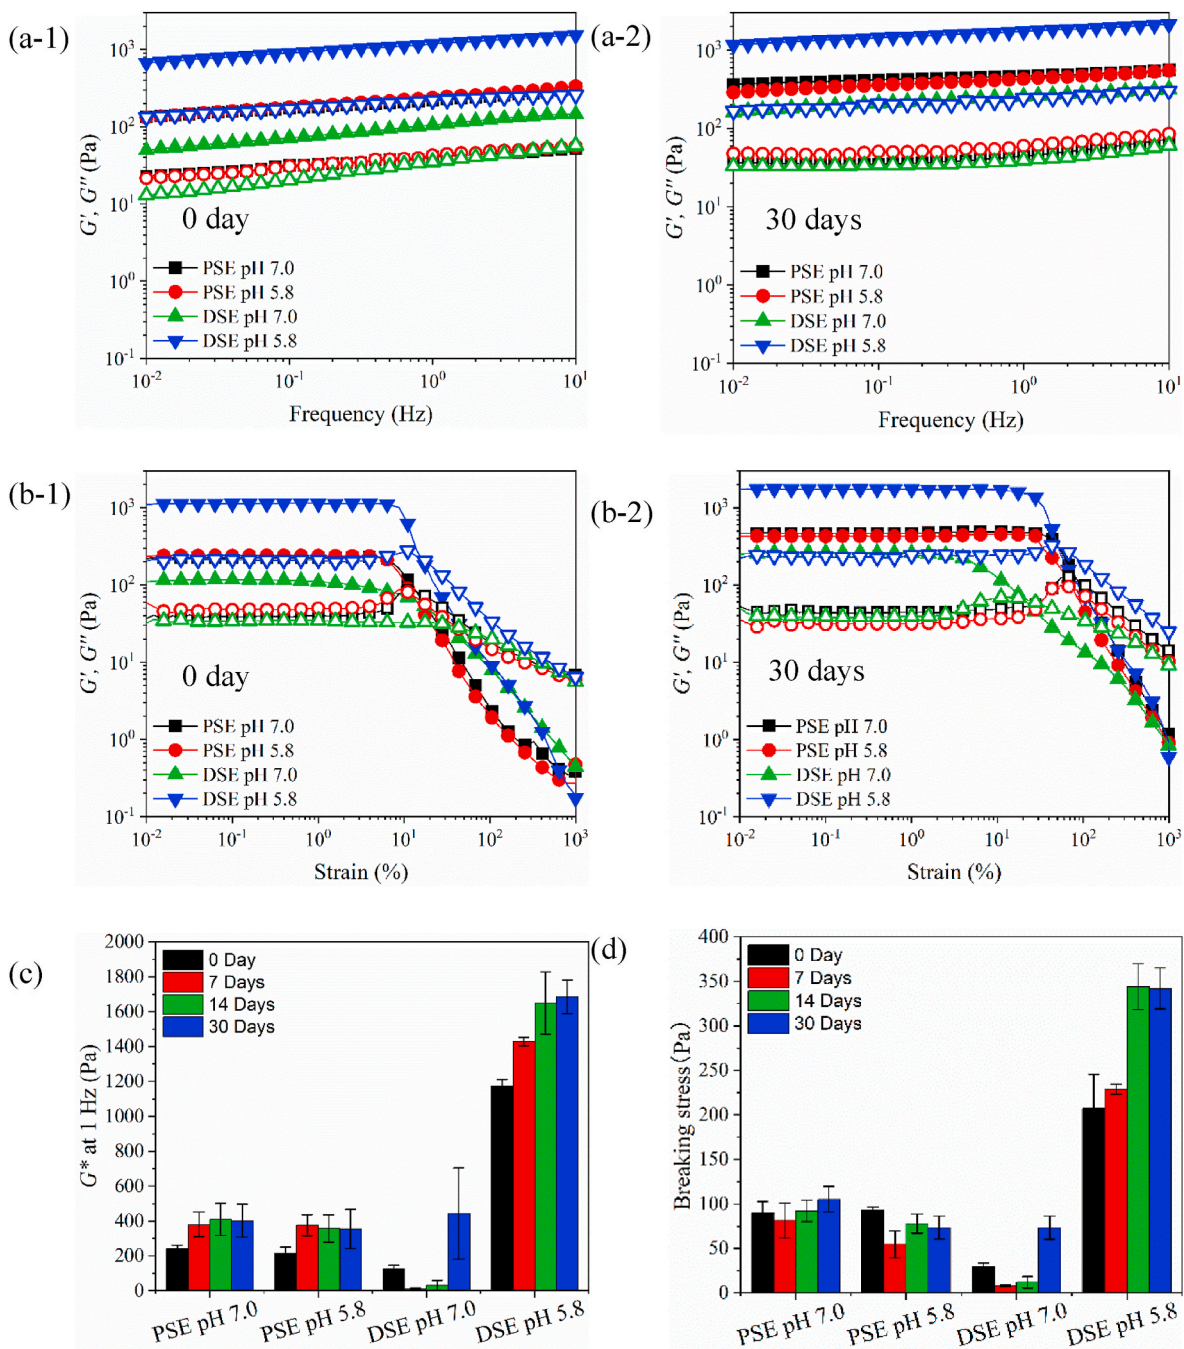 (a-1)
10³
10²
10¹
10⁰
10⁻¹
G', G'' (Pa)
0 day
PSE pH 7.0
PSE pH 5.8
DSE pH 7.0
DSE pH 5.8
10⁻² 10⁻¹ 10⁰ 10¹
Frequency (Hz)
(a-2)
10³
10²
10¹
10⁰
10⁻¹
G', G'' (Pa)
30 days
PSE pH 7.0
PSE pH 5.8
DSE pH 7.0
DSE pH 5.8
10⁻² 10⁻¹ 10⁰ 10¹
Frequency (Hz)
(b-1)
10³
10²
10¹
10⁰
10⁻¹
G', G'' (Pa)
0 day
PSE pH 7.0
PSE pH 5.8
DSE pH 7.0
DSE pH 5.8
10⁻² 10⁻¹ 10⁰ 10¹ 10² 10³
Strain (%)
(b-2)
10³
10²
10¹
10⁰
10⁻¹
G', G'' (Pa)
30 days
PSE pH 7.0
PSE pH 5.8
DSE pH 7.0
DSE pH 5.8
10⁻² 10⁻¹ 10⁰ 10¹ 10² 10³
Strain (%)
(c)
2000
1800
1600
1400
1200
1000
800
600
400
200
0
G* at 1 Hz (Pa)
0 Day
7 Days
14 Days
30 Days
PSE pH 7.0 PSE pH 5.8 DSE pH 7.0 DSE pH 5.8
(d)
400
350
300
250
200
150
100
50
0
Breaking stress(Pa)
0 Day
7 Days
14 Days
30 Days
PSE pH 7.0 PSE pH 5.8 DSE pH 7.0 DSE pH 5.8